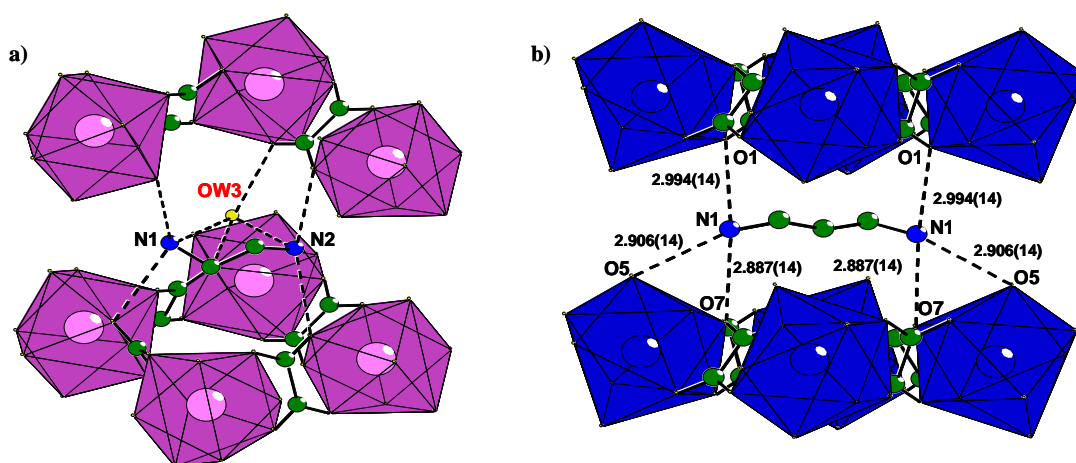 a)
OW3
N1
N2
b)
O1
O1
2.994(14)
2.994(14)
N1
N1
2.906(14)
2.906(14)
2.887(14)
2.887(14)
O5
O5
O7
O7